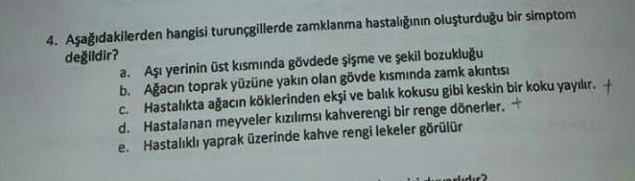 4. Aşağıdakilerden hangisi turunçgillerde zamklanma hastalığının oluşturduğu bir simptom
değildir?
a. Aşı yerinin üst kısmında gövdede şişme ve şekil bozukluğu
b. Ağacın toprak yüzüne yakın olan gövde kısmında zamk akıntısı
c. Hastalıkta ağacın köklerinden ekşi ve balık kokusu gibi keskin bir koku yayılır. +
d. Hastalanan meyveler kızılımsı kahverengi bir renge dönerler. +
e. Hastalıklı yaprak üzerinde kahve rengi lekeler görülür